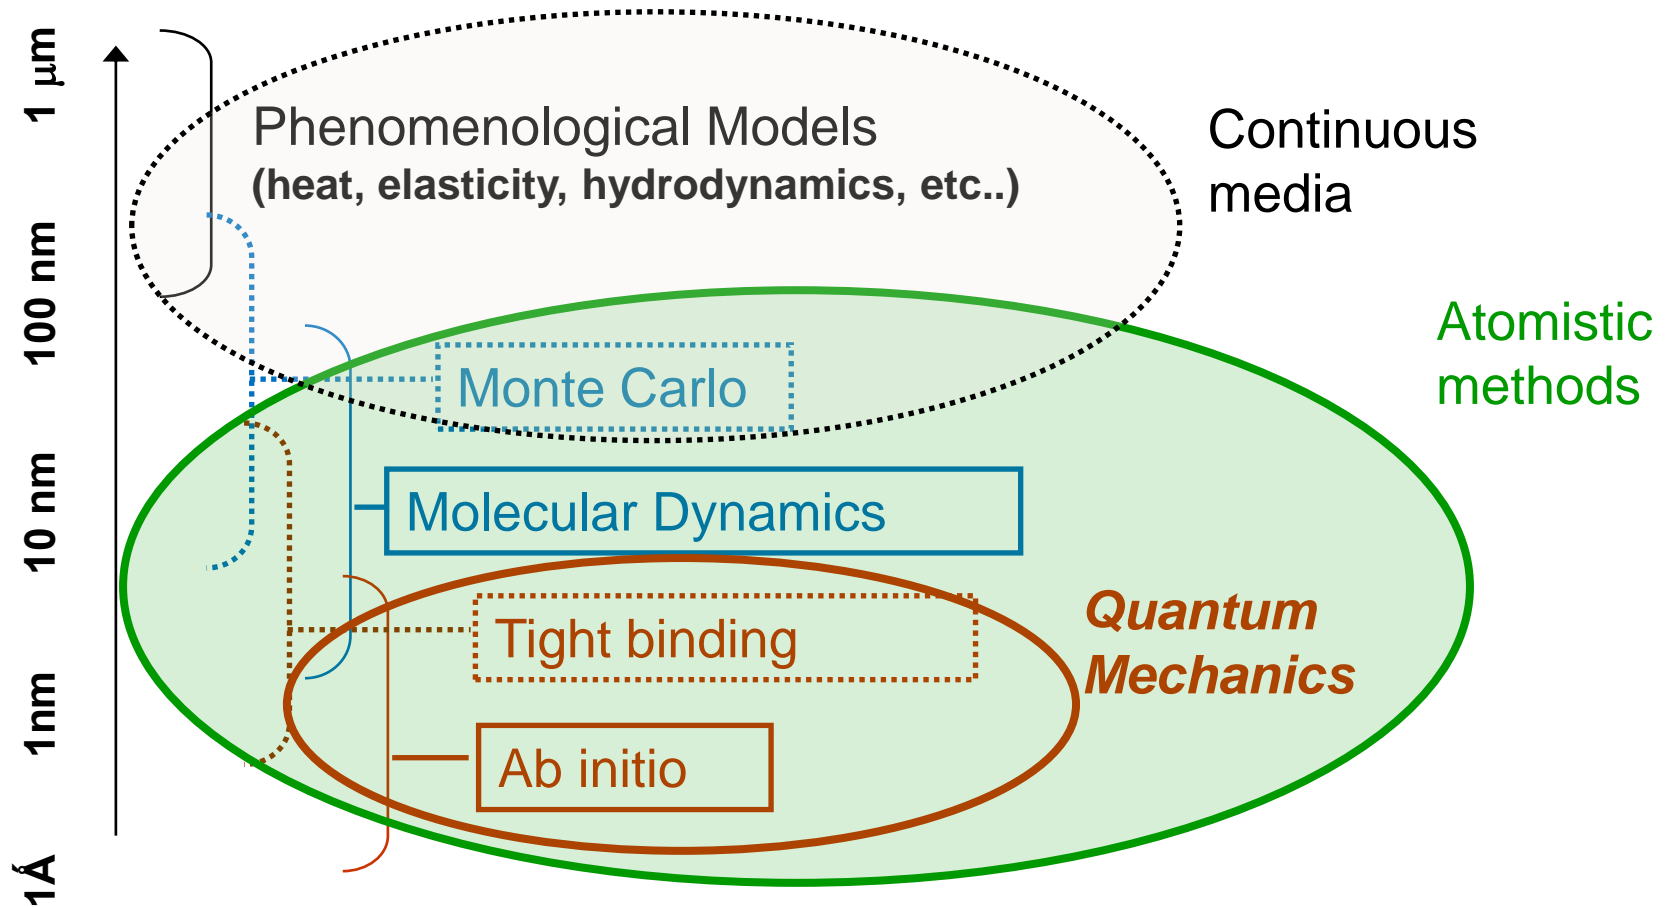 1 μm
100 nm
10 nm
1nm
1Å
Phenomenological Models
(heat, elasticity, hydrodynamics, etc..)
Continuous
media
Atomistic
methods
Monte Carlo
Molecular Dynamics
Tight binding
Quantum
Mechanics
Ab initio